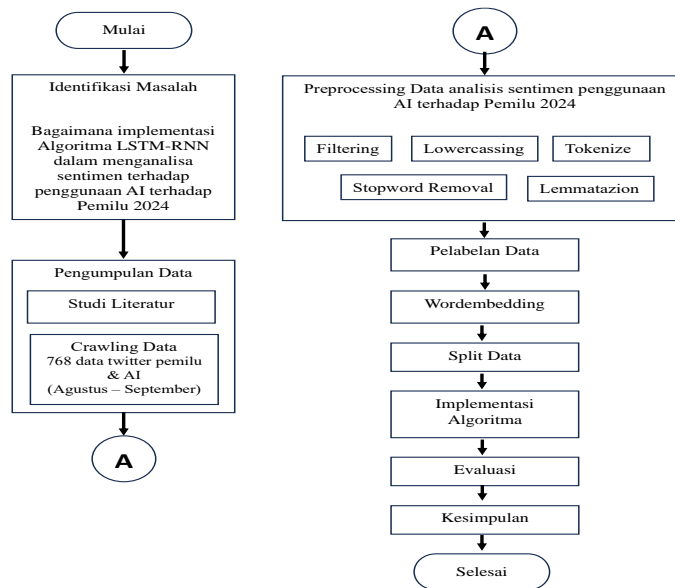 Mulai
Identifikasi Masalah
Bagaimana implementasi
Algoritma LSTM-RNN
dalam menganalisa
sentimen terhadap
penggunaan AI terhadap
Pemilu 2024
Pengumpulan Data
Studi Literatur
Crawling Data
768 data twitter pemilu
& AI
(Agustus – September)
A
A
Preprocessing Data analisis sentimen penggunaan
AI terhadap Pemilu 2024
Filtering Lowercassing Tokenize
Stopword Removal Lemmatazion
Pelabelan Data
Wordembedding
Split Data
Implementasi
Algoritma
Evaluasi
Kesimpulan
Selesai